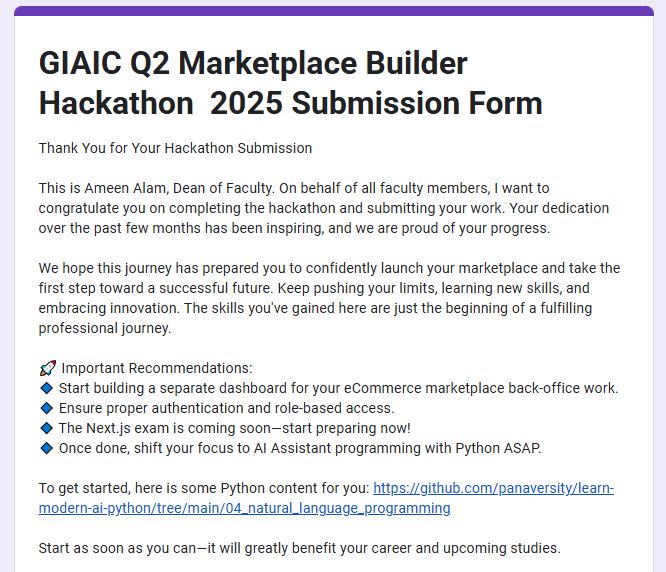 GIAIC Q2 Marketplace Builder
Hackathon  2025 Submission Form
Thank You for Your Hackathon Submission
This is Ameen Alam, Dean of Faculty. On behalf of all faculty members, I want to
congratulate you on completing the hackathon and submitting your work. Your dedication
over the past few months has been inspiring, and we are proud of your progress.
We hope this journey has prepared you to confidently launch your marketplace and take the
first step toward a successful future. Keep pushing your limits, learning new skills, and
embracing innovation. The skills you've gained here are just the beginning of a fulfilling
professional journey.
🚀 Important Recommendations:
🔷 Start building a separate dashboard for your eCommerce marketplace back-office work.
🔷 Ensure proper authentication and role-based access.
🔷 The Next.js exam is coming soon—start preparing now!
🔷 Once done, shift your focus to AI Assistant programming with Python ASAP.
To get started, here is some Python content for you: https://github.com/panaversity/learn-
modern-ai-python/tree/main/04_natural_language_programming
Start as soon as you can—it will greatly benefit your career and upcoming studies.